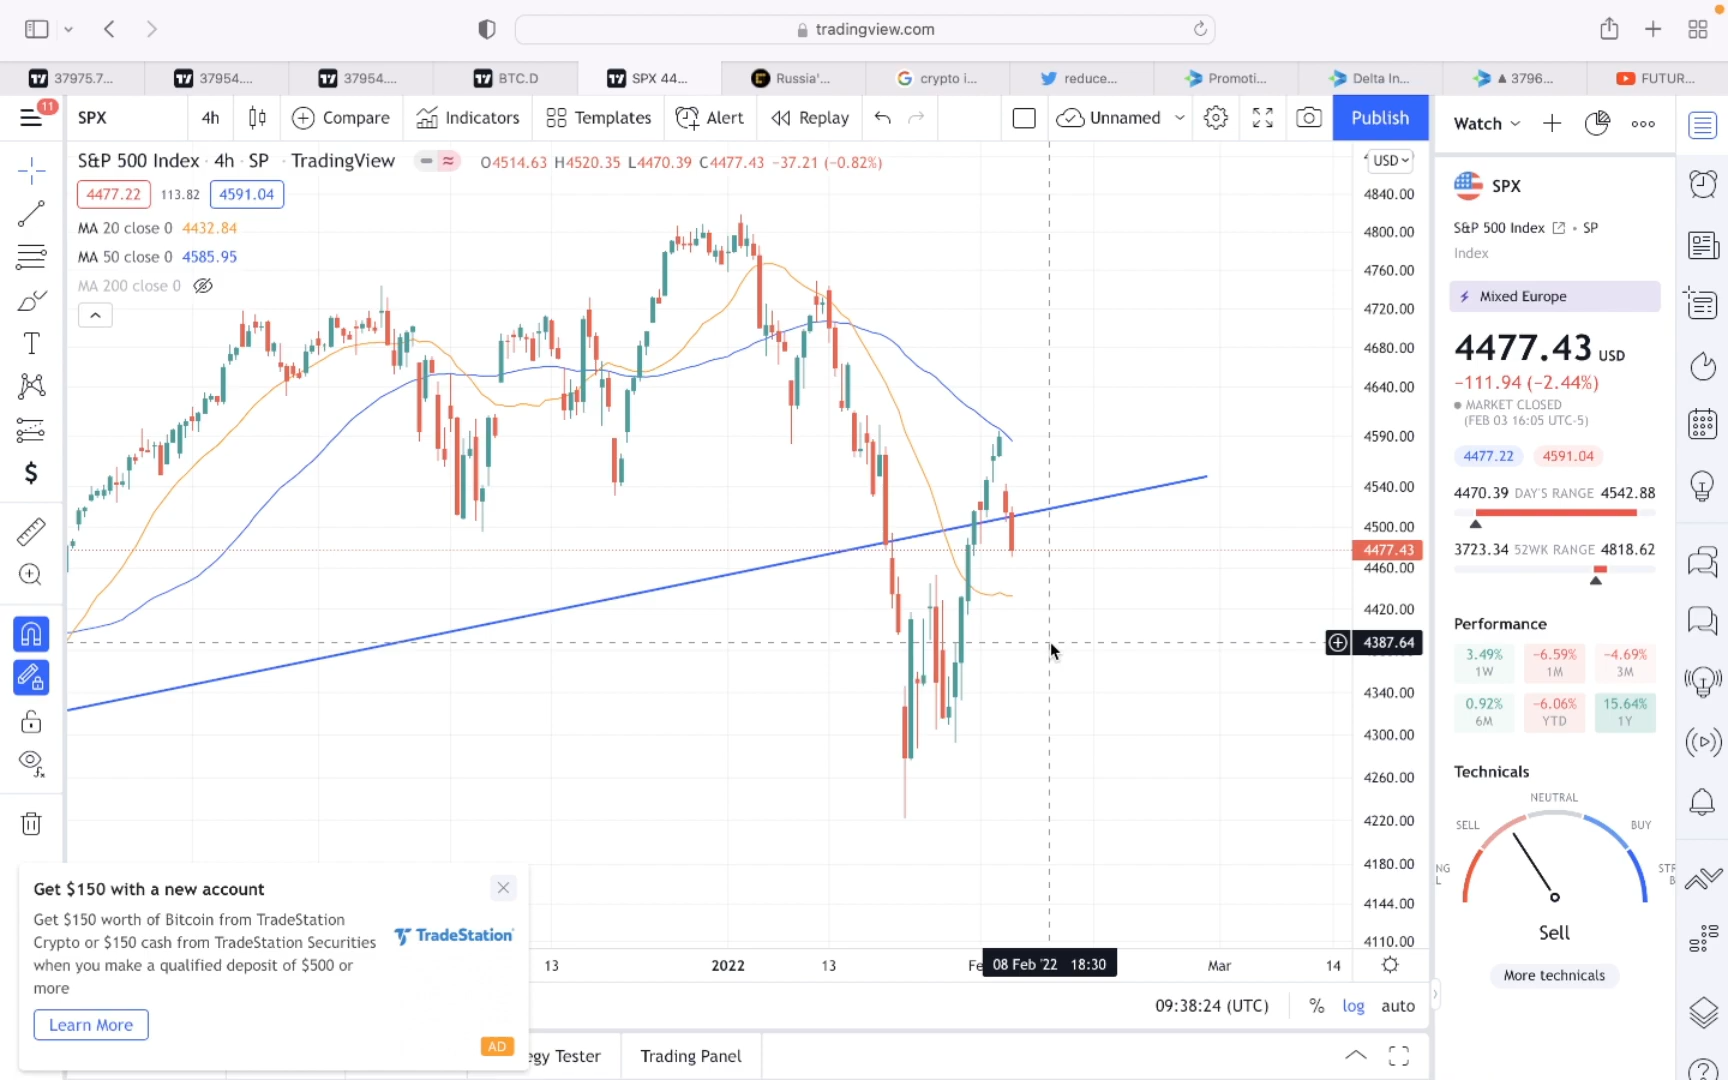 tradingview.com
37975.7...
37954....
37954....
BTC.D
SPX 44...
Russia'...
crypto i...
reduce...
Promoti...
Delta In...
▲ 3796...
FUTUR...
11
SPX
4h
Compare
Indicators
Templates
Alert
Replay
Unnamed
Publish
Watch
S&P 500 Index · 4h · SP · TradingView
O4514.63 H4520.35 L4470.39 C4477.43 −37.21 (−0.82%)
USD
4477.22
113.82
4591.04
MA 20 close 0 4432.84
MA 50 close 0 4585.95
MA 200 close 0
4840.00
4800.00
4760.00
4720.00
4680.00
4640.00
4590.00
4540.00
4500.00
4477.43
4460.00
4420.00
4387.64
4340.00
4300.00
4260.00
4220.00
4180.00
4144.00
4110.00
13
2022
13
Fe
08 Feb '22 18:30
Mar
14
09:38:24 (UTC)
%
log
auto
egy Tester
Trading Panel
Get $150 with a new account
Get $150 worth of Bitcoin from TradeStation
Crypto or $150 cash from TradeStation Securities
when you make a qualified deposit of $500 or
more
TradeStation
Learn More
AD
SPX
S&P 500 Index • SP
Index
Mixed Europe
4477.43 USD
−111.94 (−2.44%)
MARKET CLOSED
(FEB 03 16:05 UTC-5)
4477.22
4591.04
4470.39 DAY'S RANGE 4542.88
3723.34 52WK RANGE 4818.62
Performance
3.49%
1W
−6.59%
1M
−4.69%
3M
0.92%
6M
−6.06%
YTD
15.64%
1Y
Technicals
NEUTRAL
SELL
BUY
NG
L
STR
B
Sell
More technicals